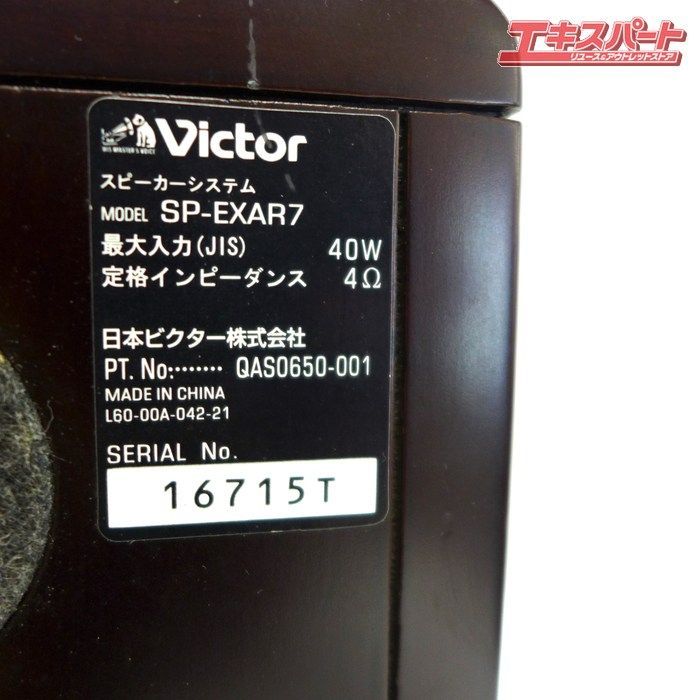 エキスパート
リユース&アウトレットストア
HIS MASTER'S VOICE
Victor
スピーカーシステム
MODEL SP-EXAR7
最大入力(JIS) 40W
定格インピーダンス 4Ω
日本ビクター株式会社
PT. No:........ QAS0650-001
MADE IN CHINA
L60-00A-042-21
SERIAL No.
16715T